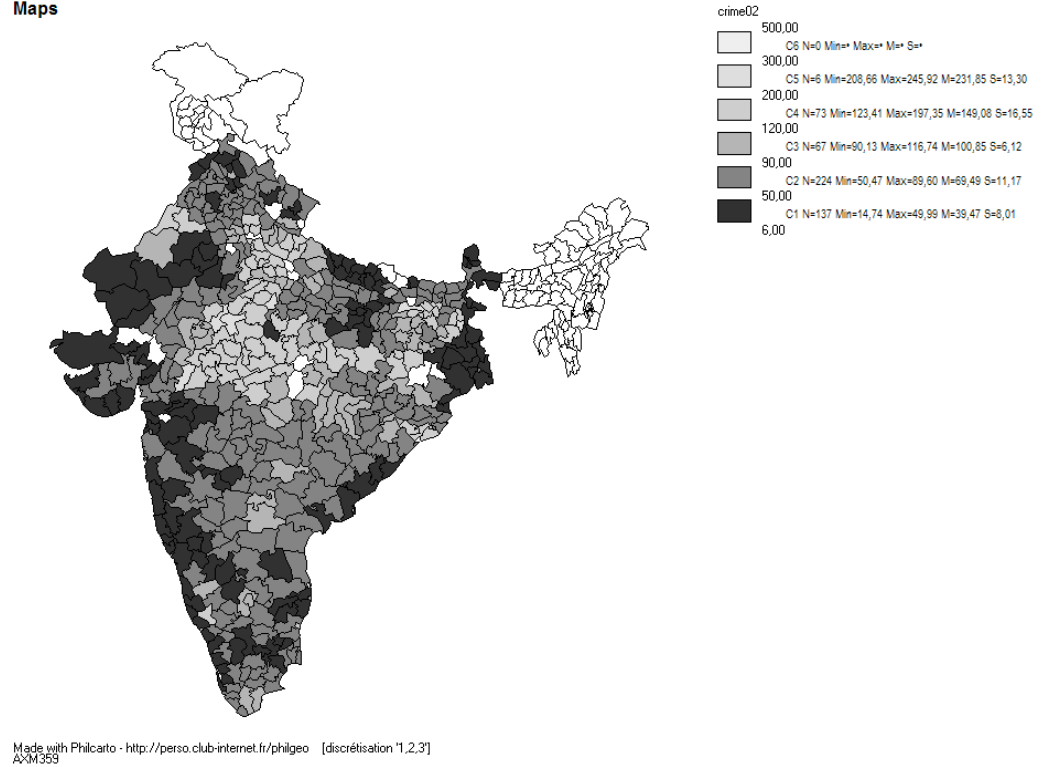 Maps
crime02
500,00
C6 N=0 Min=* Max=* M=* S=*
300,00
C5 N=6 Min=208,66 Max=245,92 M=231,85 S=13,30
200,00
C4 N=73 Min=123,41 Max=197,35 M=149,08 S=16,55
120,00
C3 N=67 Min=90,13 Max=116,74 M=100,85 S=6,12
90,00
C2 N=224 Min=50,47 Max=89,60 M=69,49 S=11,17
50,00
C1 N=137 Min=14,74 Max=49,99 M=39,47 S=8,01
6,00
Made with Philcarto - http://perso.club-internet.fr/philgeo [discrétisation '1,2,3']
AXM359